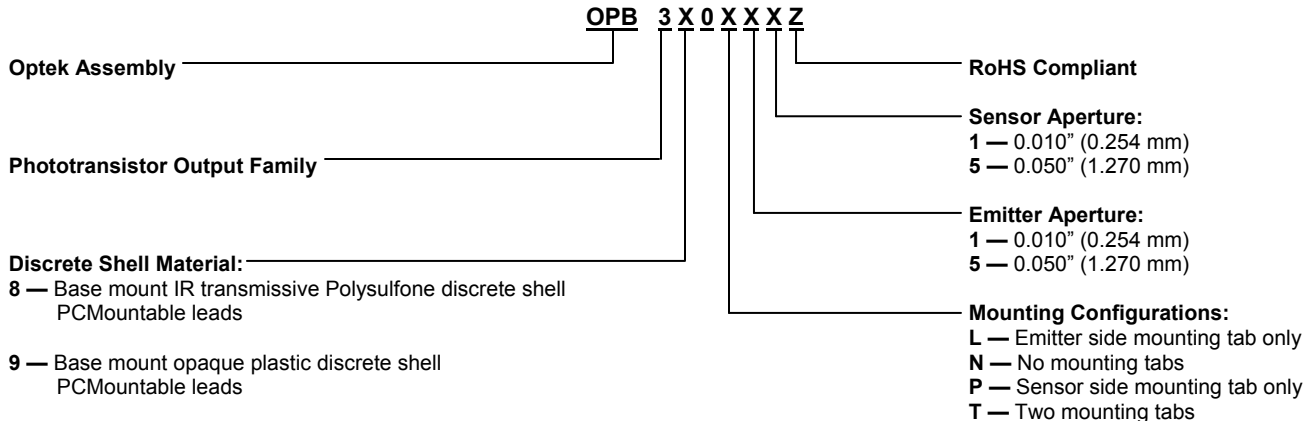 OPB 3 X 0 X X X Z
Optek Assembly
Phototransistor Output Family
Discrete Shell Material:
8 — Base mount IR transmissive Polysulfone discrete shell
PCMountable leads
9 — Base mount opaque plastic discrete shell
PCMountable leads
RoHS Compliant
Sensor Aperture:
1 — 0.010” (0.254 mm)
5 — 0.050” (1.270 mm)
Emitter Aperture:
1 — 0.010” (0.254 mm)
5 — 0.050” (1.270 mm)
Mounting Configurations:
L — Emitter side mounting tab only
N — No mounting tabs
P — Sensor side mounting tab only
T — Two mounting tabs